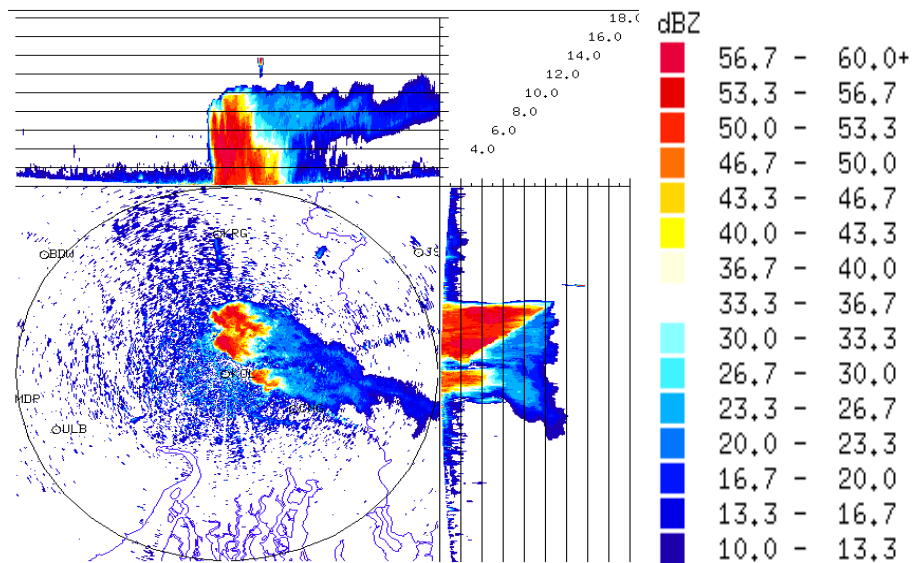 18.0
16.0
14.0
12.0
10.0
8.0
6.0
4.0
dBZ
56.7 - 60.0+
53.3 - 56.7
50.0 - 53.3
46.7 - 50.0
43.3 - 46.7
40.0 - 43.3
36.7 - 40.0
33.3 - 36.7
30.0 - 33.3
26.7 - 30.0
23.3 - 26.7
20.0 - 23.3
16.7 - 20.0
13.3 - 16.7
10.0 - 13.3
KRG
BDW
MDP
ULB